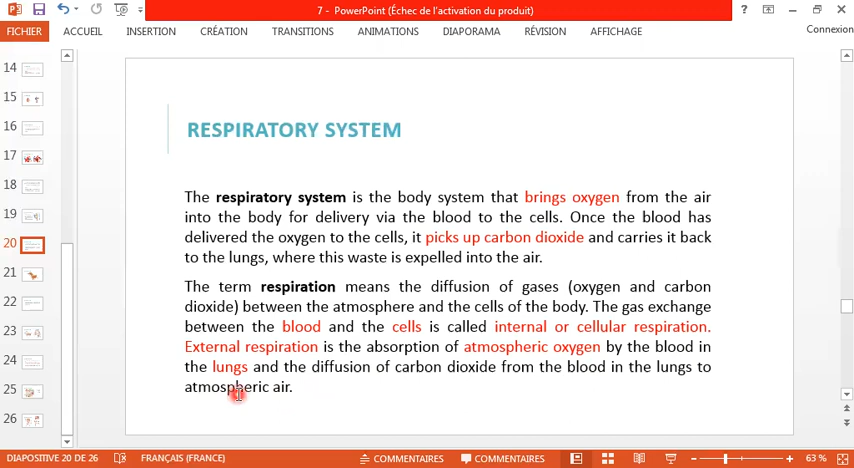 7 - PowerPoint (Échec de l'activation du produit)
?
FICHIER ACCUEIL INSERTION CRÉATION TRANSITIONS ANIMATIONS DIAPORAMA RÉVISION AFFICHAGE Connexion
14
15
16
17
18
19
20
21
22
23
24
25
26
RESPIRATORY SYSTEM
The respiratory system is the body system that brings oxygen from the air
into the body for delivery via the blood to the cells. Once the blood has
delivered the oxygen to the cells, it picks up carbon dioxide and carries it back
to the lungs, where this waste is expelled into the air.
The term respiration means the diffusion of gases (oxygen and carbon
dioxide) between the atmosphere and the cells of the body. The gas exchange
between the blood and the cells is called internal or cellular respiration.
External respiration is the absorption of atmospheric oxygen by the blood in
the lungs and the diffusion of carbon dioxide from the blood in the lungs to
atmospheric air.
DIAPOSITIVE 20 DE 26 FRANÇAIS (FRANCE) COMMENTAIRES COMMENTAIRES 63 %